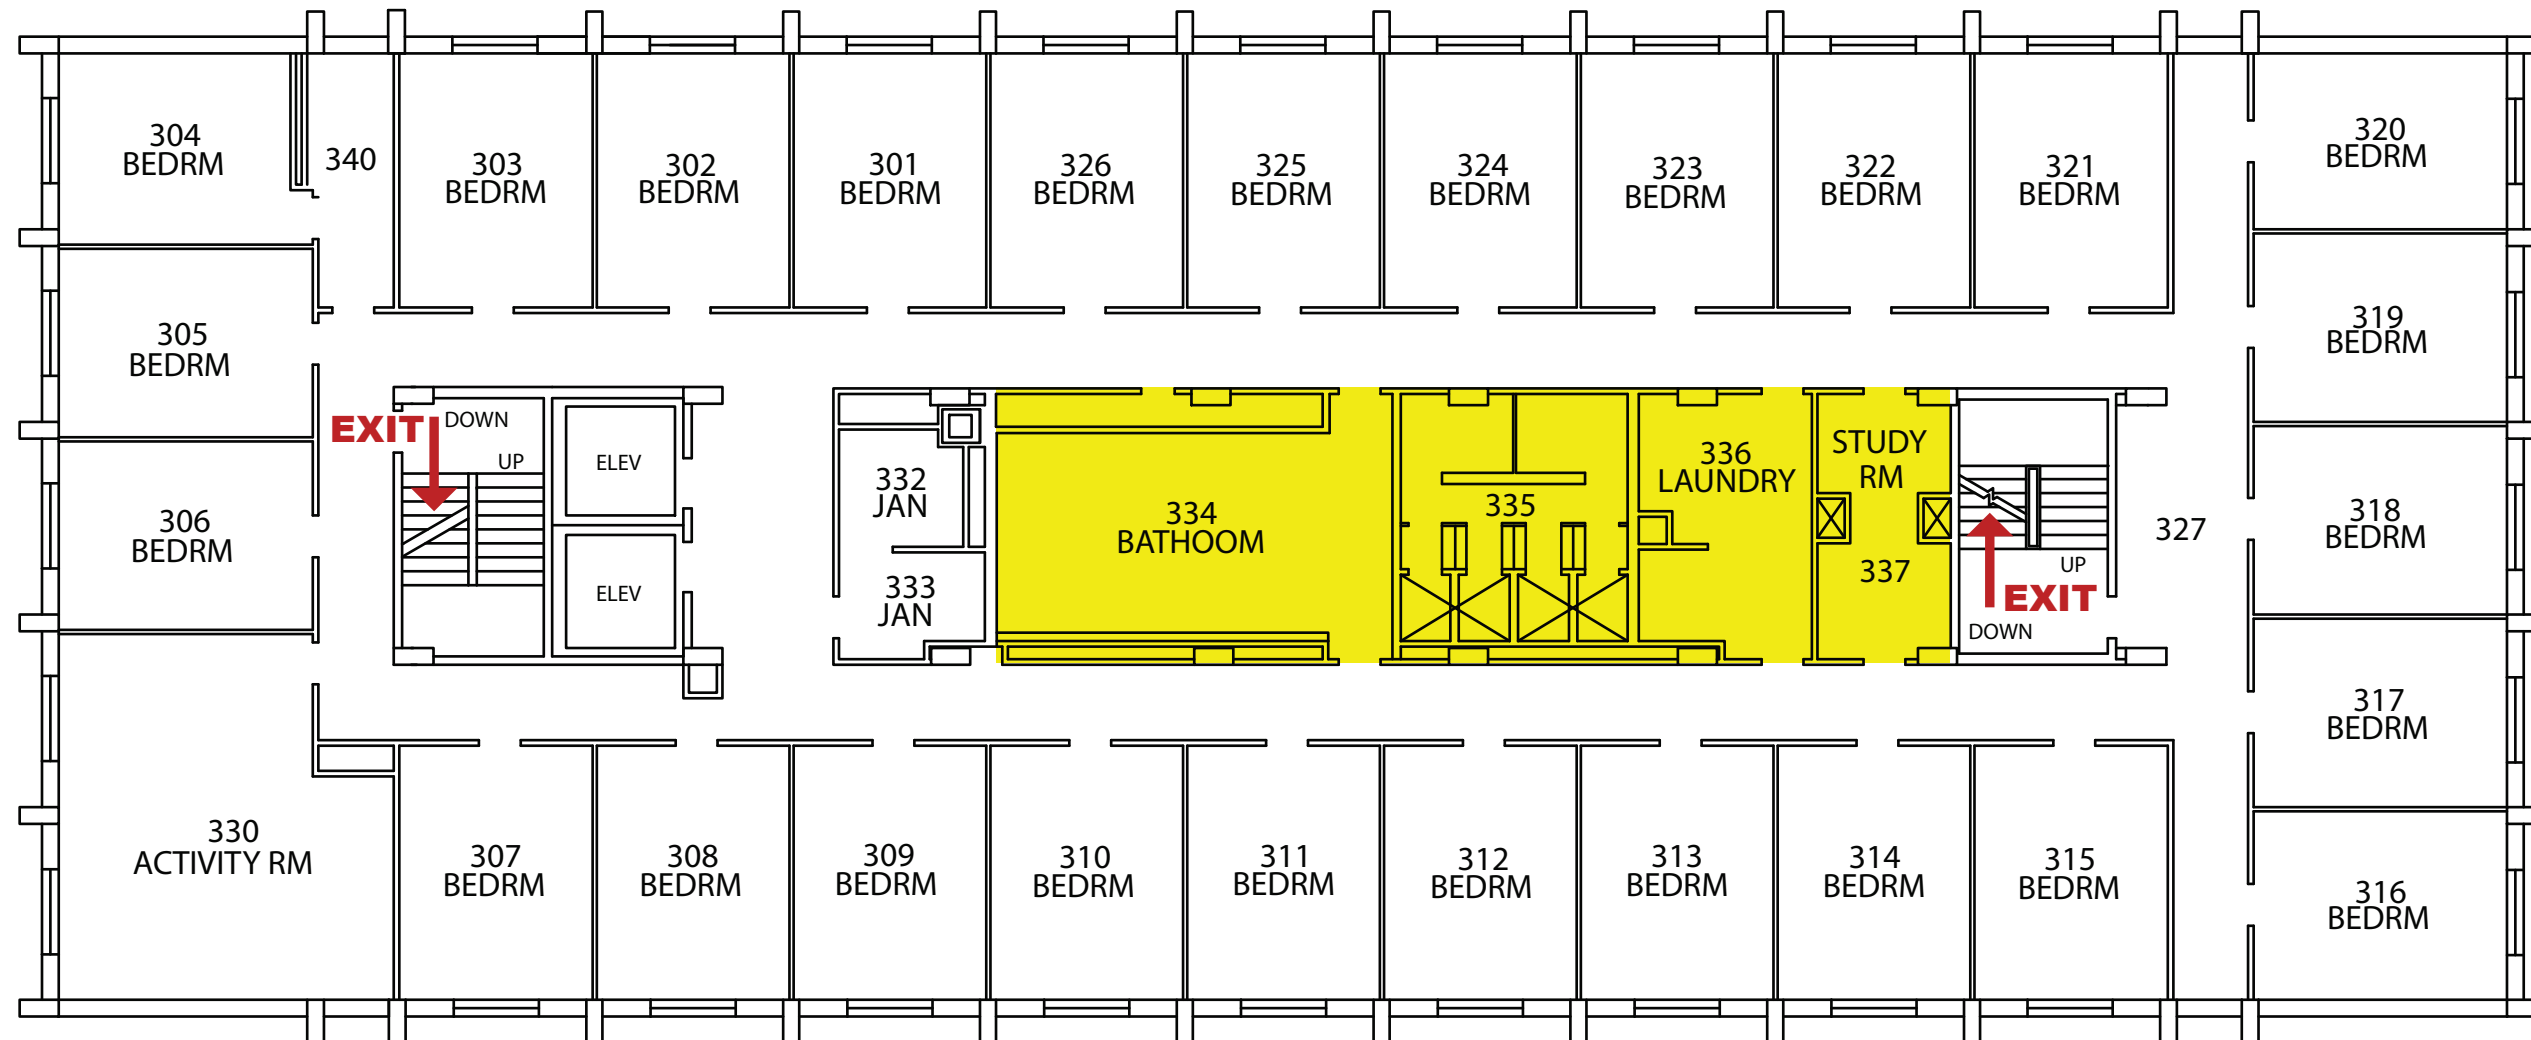 304
BEDRM
340
303
BEDRM
302
BEDRM
301
BEDRM
326
BEDRM
325
BEDRM
324
BEDRM
323
BEDRM
322
BEDRM
321
BEDRM
320
BEDRM
305
BEDRM
319
BEDRM
EXIT
DOWN
UP
ELEV
ELEV
332
JAN
333
JAN
334
BATHOOM
335
336
LAUNDRY
STUDY
RM
337
UP
EXIT
DOWN
327
306
BEDRM
318
BEDRM
317
BEDRM
330
ACTIVITY RM
307
BEDRM
308
BEDRM
309
BEDRM
310
BEDRM
311
BEDRM
312
BEDRM
313
BEDRM
314
BEDRM
315
BEDRM
316
BEDRM